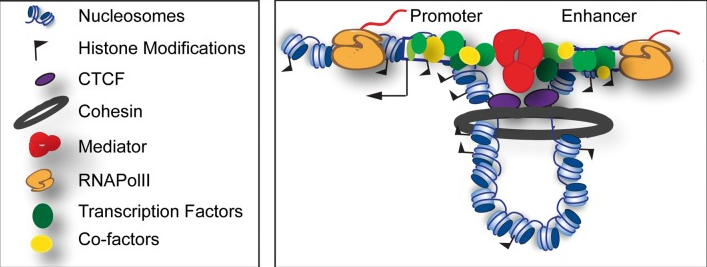 Nucleosomes
Histone Modifications
CTCF
Cohesin
Mediator
RNAPolII
Transcription Factors
Co-factors
Promoter
Enhancer